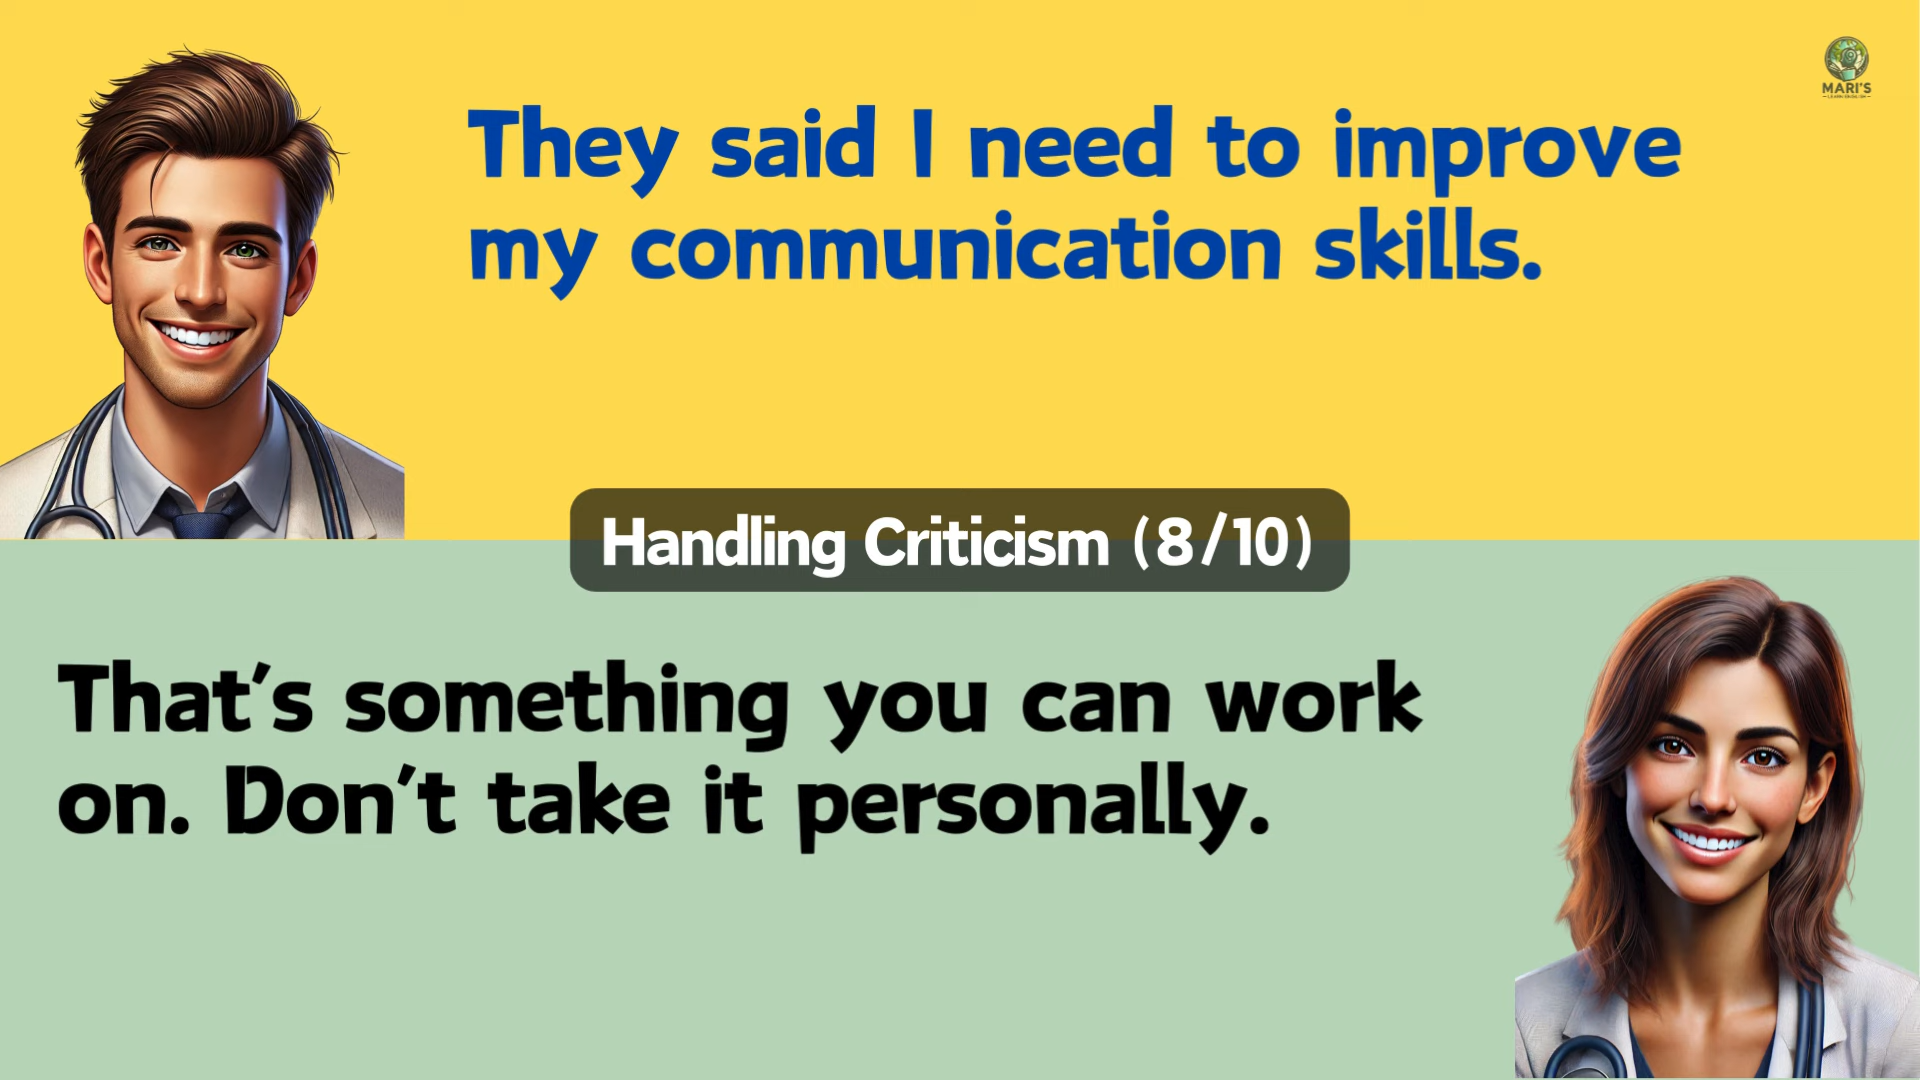 MARI'S
They said I need to improve
my communication skills.
Handling Criticism (8/10)
That's something you can work
on. Don't take it personally.